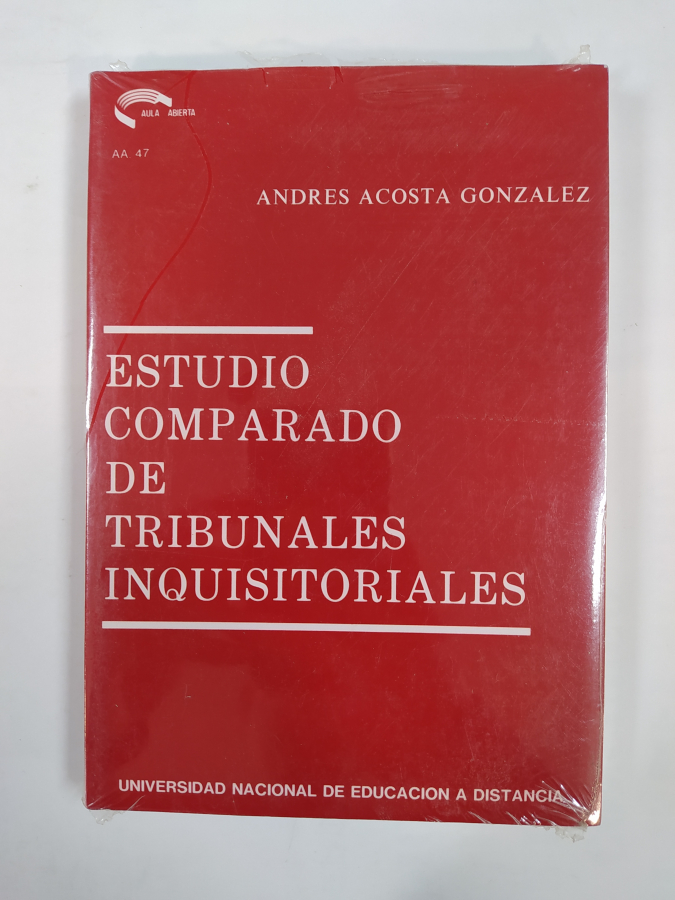 AULA ABIERTA
AA. 47
ANDRES ACOSTA GONZALEZ
ESTUDIO
COMPARADO
DE
TRIBUNALES
INQUISITORIALES
UNIVERSIDAD NACIONAL DE EDUCACION A DISTANCIA